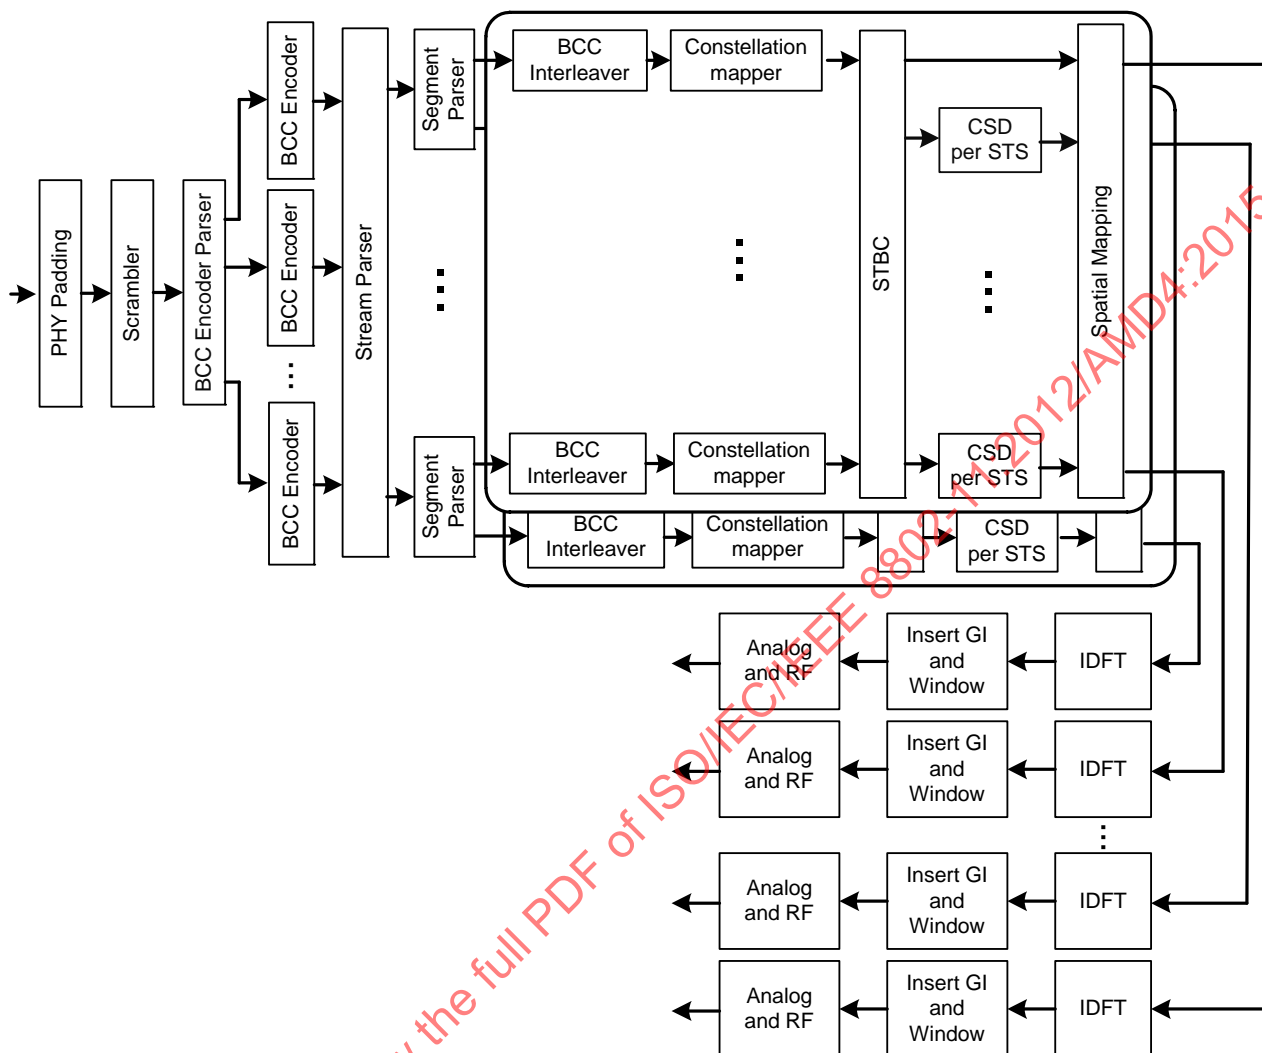 PHY Padding
Scrambler
BCC Encoder Parser
BCC Encoder
BCC Encoder
BCC Encoder
Stream Parser
Segment
Parser
Segment
Parser
BCC
Interleaver
Constellation
mapper
BCC
Interleaver
Constellation
mapper
STBC
CSD
per STS
CSD
per STS
Spatial Mapping
BCC
Interleaver
Constellation
mapper
CSD
per STS
Analog
and RF
Insert GI
and
Window
IDFT
Analog
and RF
Insert GI
and
Window
IDFT
Analog
and RF
Insert GI
and
Window
IDFT
Analog
and RF
Insert GI
and
Window
IDFT
the full PDF of ISO/IEC/IEEE 8802-11:2012/AMD4:2015